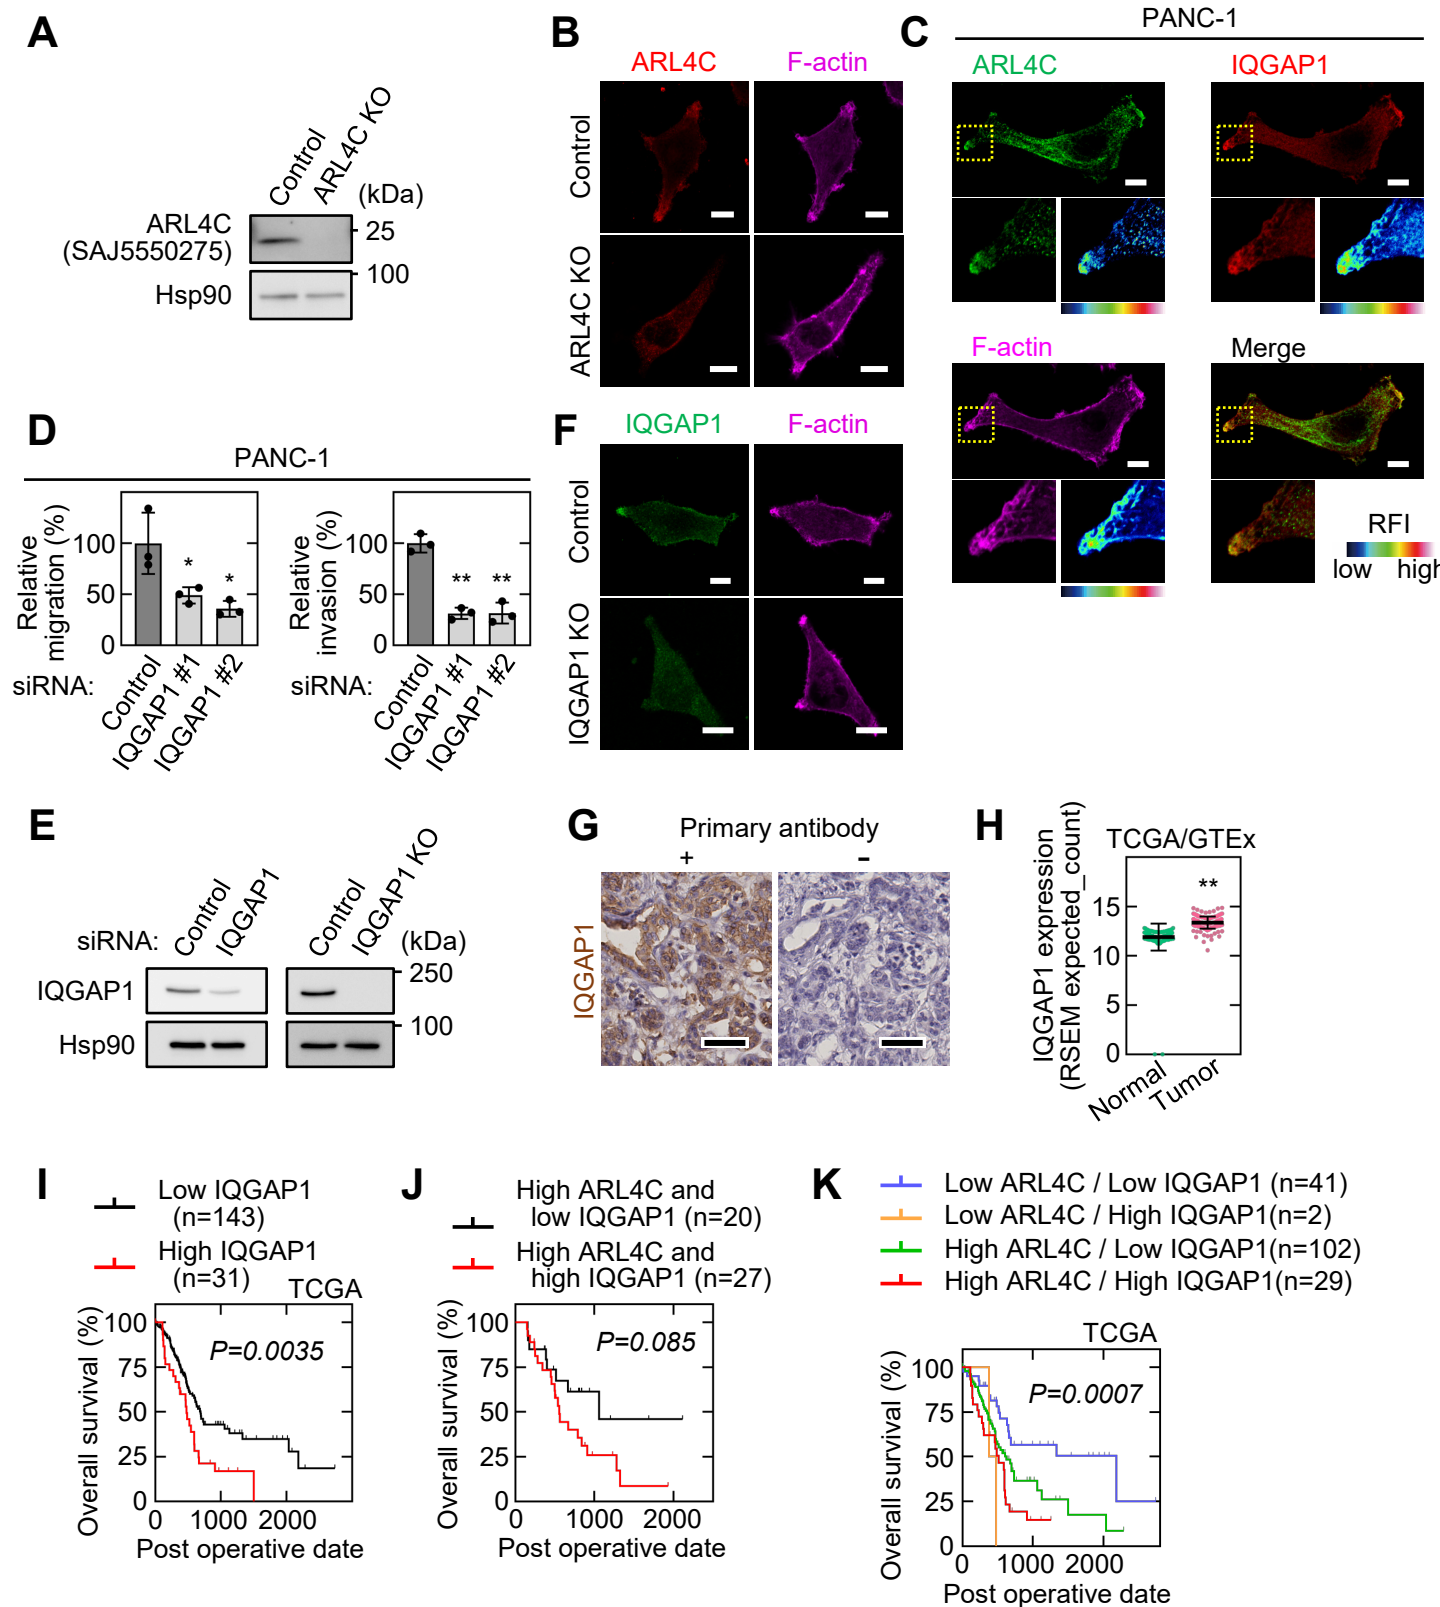 A
Control
ARL4C KO
(kDa)
ARL4C
(SAJ5550275)
25
100
Hsp90
B
ARL4C
F-actin
Control
ARL4C KO
C
PANC-1
ARL4C
IQGAP1
F-actin
Merge
RFI
low
high
D
PANC-1
Relative
migration (%)
100
50
0
*
*
siRNA:
Control
IQGAP1 #1
IQGAP1 #2
Relative
invasion (%)
100
50
0
**
**
siRNA:
Control
IQGAP1 #1
IQGAP1 #2
F
IQGAP1
F-actin
Control
IQGAP1 KO
E
siRNA:
Control
IQGAP1
Control
IQGAP1 KO
(kDa)
IQGAP1
250
100
Hsp90
G
Primary antibody
+
-
IQGAP1
H
TCGA/GTEx
IQGAP1 expression
(RSEM expected_count)
**
15
10
5
0
Normal
Tumor
I
Low IQGAP1
(n=143)
High IQGAP1
(n=31)
TCGA
Overall survival (%)
100
75
50
25
0
P=0.0035
0
1000
2000
Post operative date
J
High ARL4C and
low IQGAP1 (n=20)
High ARL4C and
high IQGAP1 (n=27)
Overall survival (%)
100
75
50
25
0
P=0.085
0
1000
2000
Post operative date
K
Low ARL4C / Low IQGAP1 (n=41)
Low ARL4C / High IQGAP1(n=2)
High ARL4C / Low IQGAP1(n=102)
High ARL4C / High IQGAP1(n=29)
TCGA
Overall survival (%)
100
75
50
25
0
P=0.0007
0
1000
2000
Post operative date